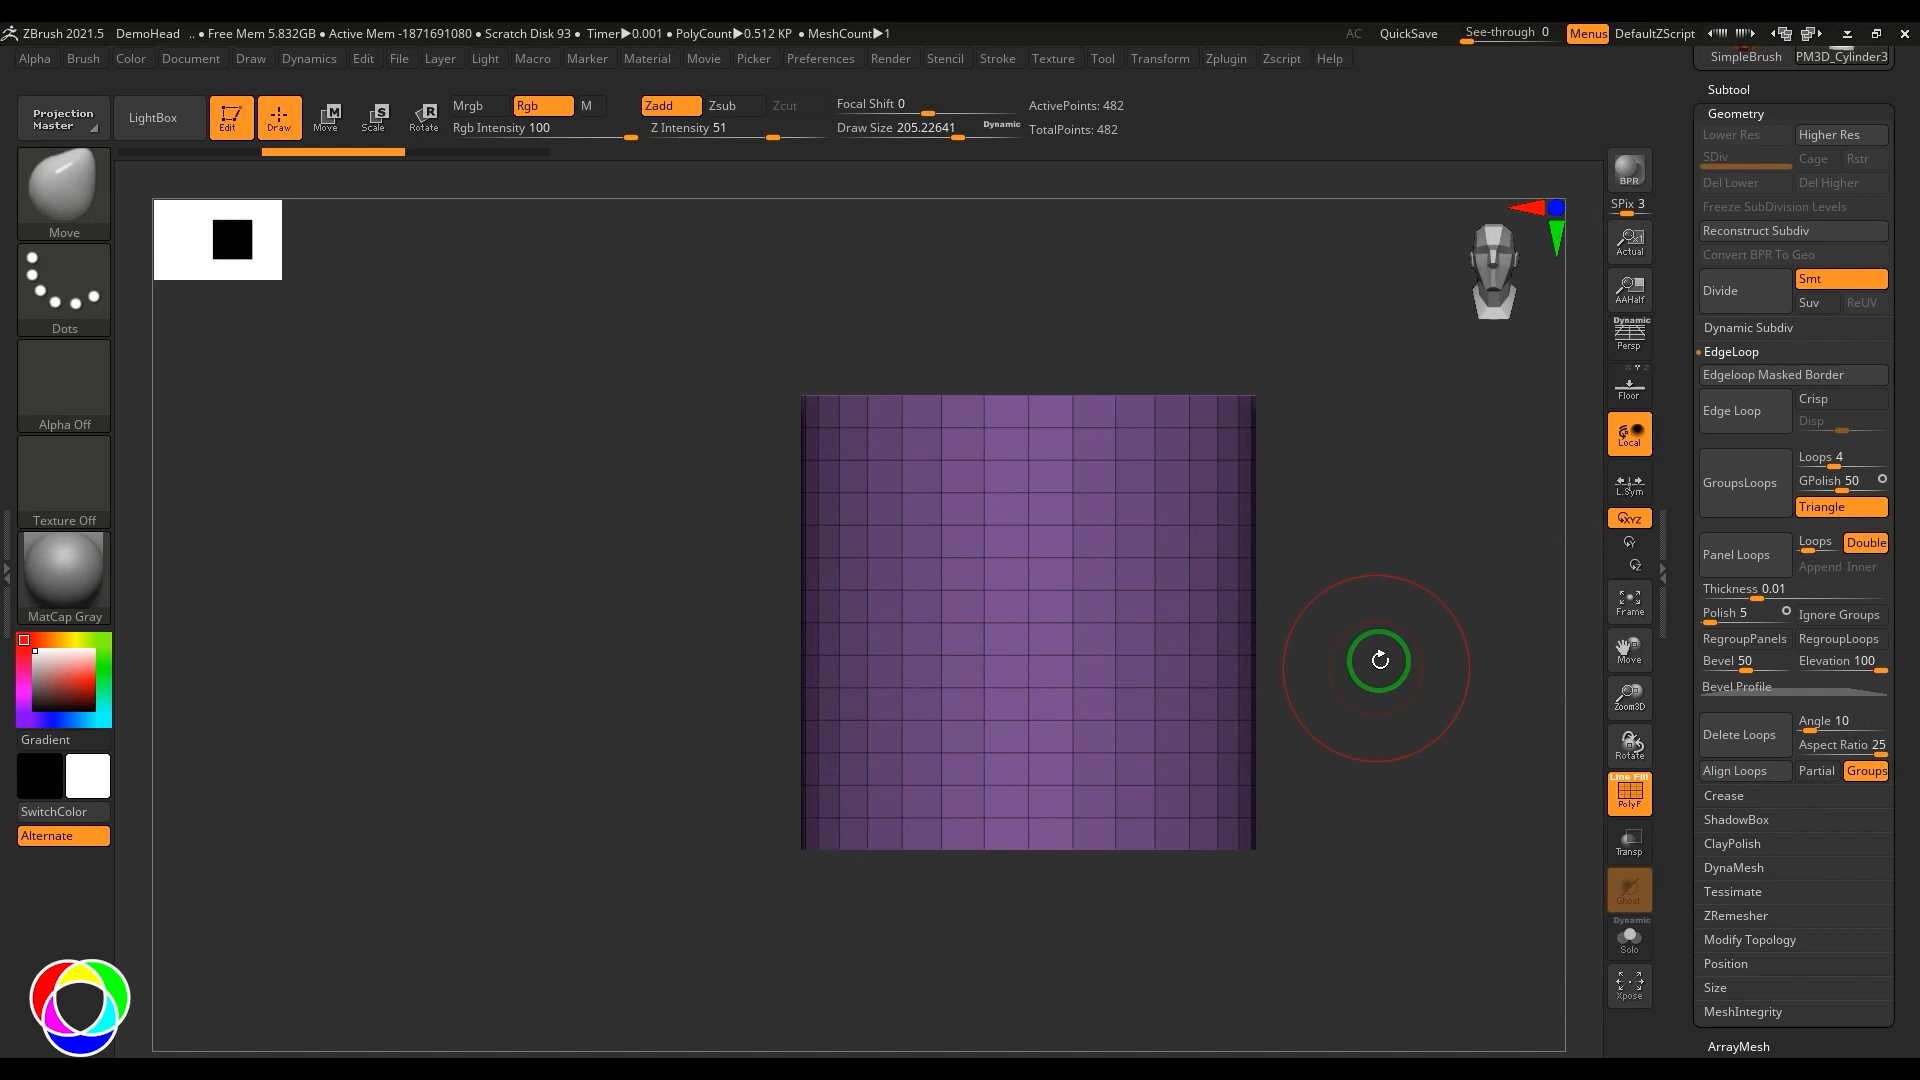 ZBrush 2021.5 DemoHead .. ● Free Mem 5.832GB ● Active Mem -1871691080 ● Scratch Disk 93 ● Timer▶0.001 ● PolyCount▶0.512 KP ● MeshCount▶1 AC QuickSave See-through 0 Menus DefaultZScript
Alpha Brush Color Document Draw Dynamics Edit File Layer Light Macro Marker Material Movie Picker Preferences Render Stencil Stroke Texture Tool Transform Zplugin Zscript Help
SimpleBrush PM3D_Cylinder3
Projection Master
LightBox
Edit
Draw
Move
Scale
Rotate
Mrgb Rgb M
Rgb Intensity 100
Zadd Zsub Zcut
Z Intensity 51
Focal Shift 0
Draw Size 205.22641 Dynamic
ActivePoints: 482
TotalPoints: 482
Move
Dots
Alpha Off
Texture Off
MatCap Gray
Gradient
SwitchColor
Alternate
BPR
SPix 3
Actual
AAHalf
Dynamic
Persp
Floor
Local
L.Sym
XYZ
Y
Z
Frame
Move
Zoom3D
Rotate
Line Fill
PolyF
Transp
Ghost
Dynamic
Solo
Xpose
Subtool
Geometry
Lower Res Higher Res
SDiv Cage Rstr
Del Lower Del Higher
Freeze SubDivision Levels
Reconstruct Subdiv
Convert BPR To Geo
Divide Smt
Suv ReUV
Dynamic Subdiv
EdgeLoop
Edgeloop Masked Border
Edge Loop Crisp
Disp
GroupsLoops Loops 4
GPolish 50
Triangle
Panel Loops Loops Double
Append Inner
Thickness 0.01
Polish 5 Ignore Groups
RegroupPanels RegroupLoops
Bevel 50 Elevation 100
Bevel Profile
Delete Loops Angle 10
Aspect Ratio 25
Align Loops Partial Groups
Crease
ShadowBox
ClayPolish
DynaMesh
Tessimate
ZRemesher
Modify Topology
Position
Size
MeshIntegrity
ArrayMesh